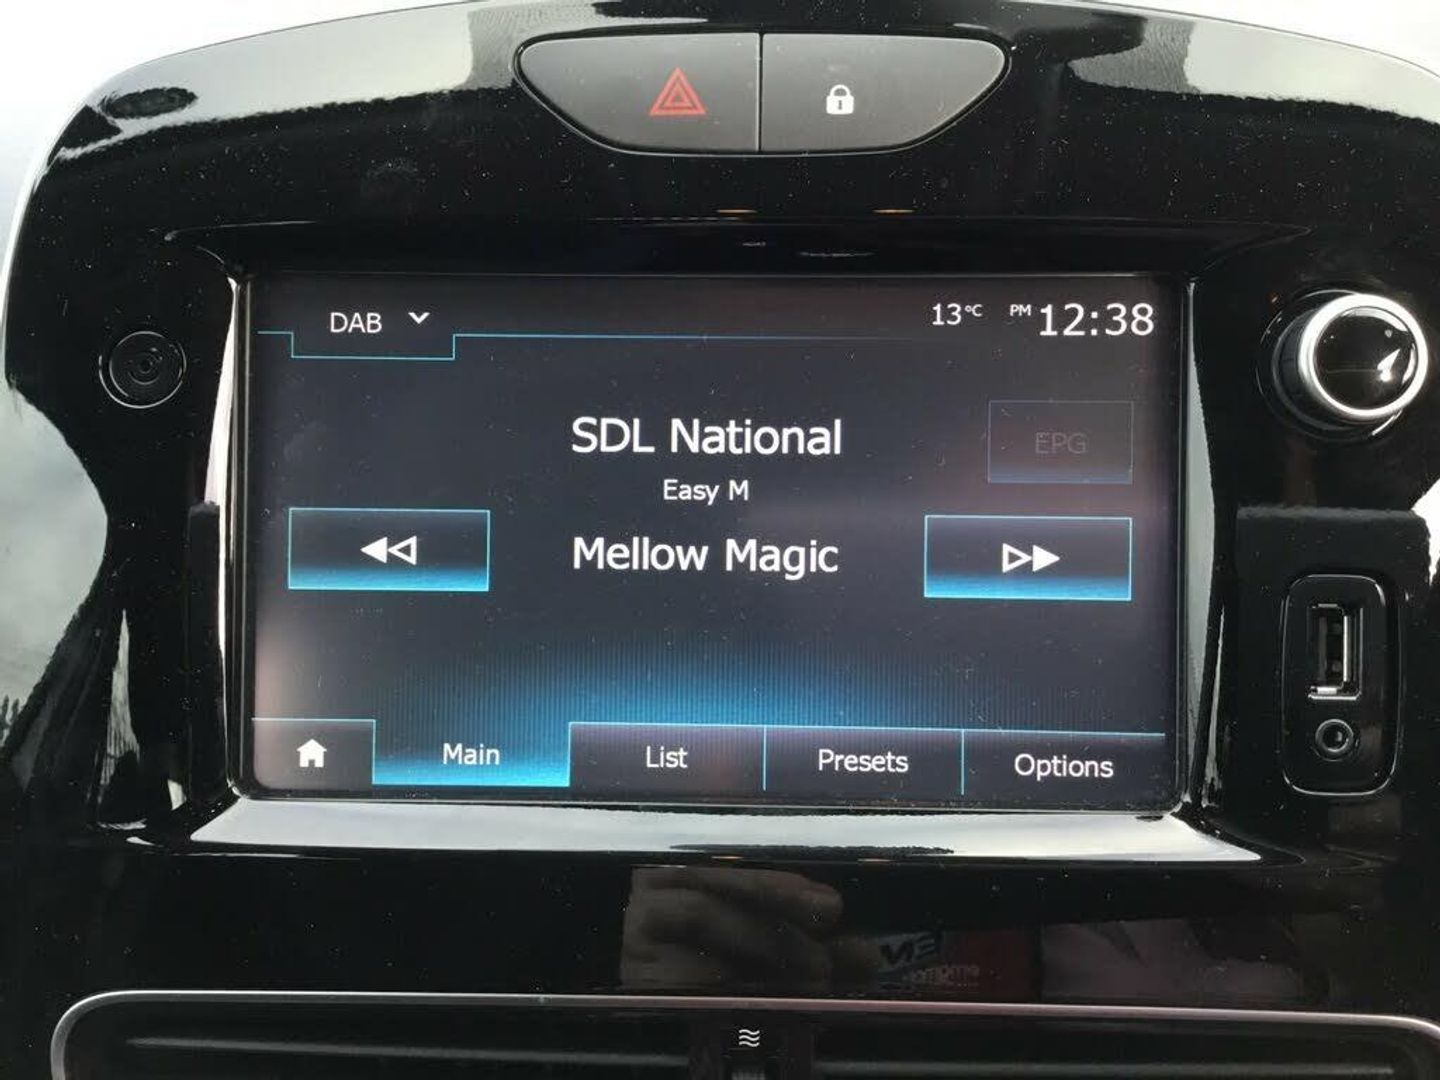 DAB
13°C PM 12:38
SDL National
EPG
Easy M
Mellow Magic
Main
List
Presets
Options